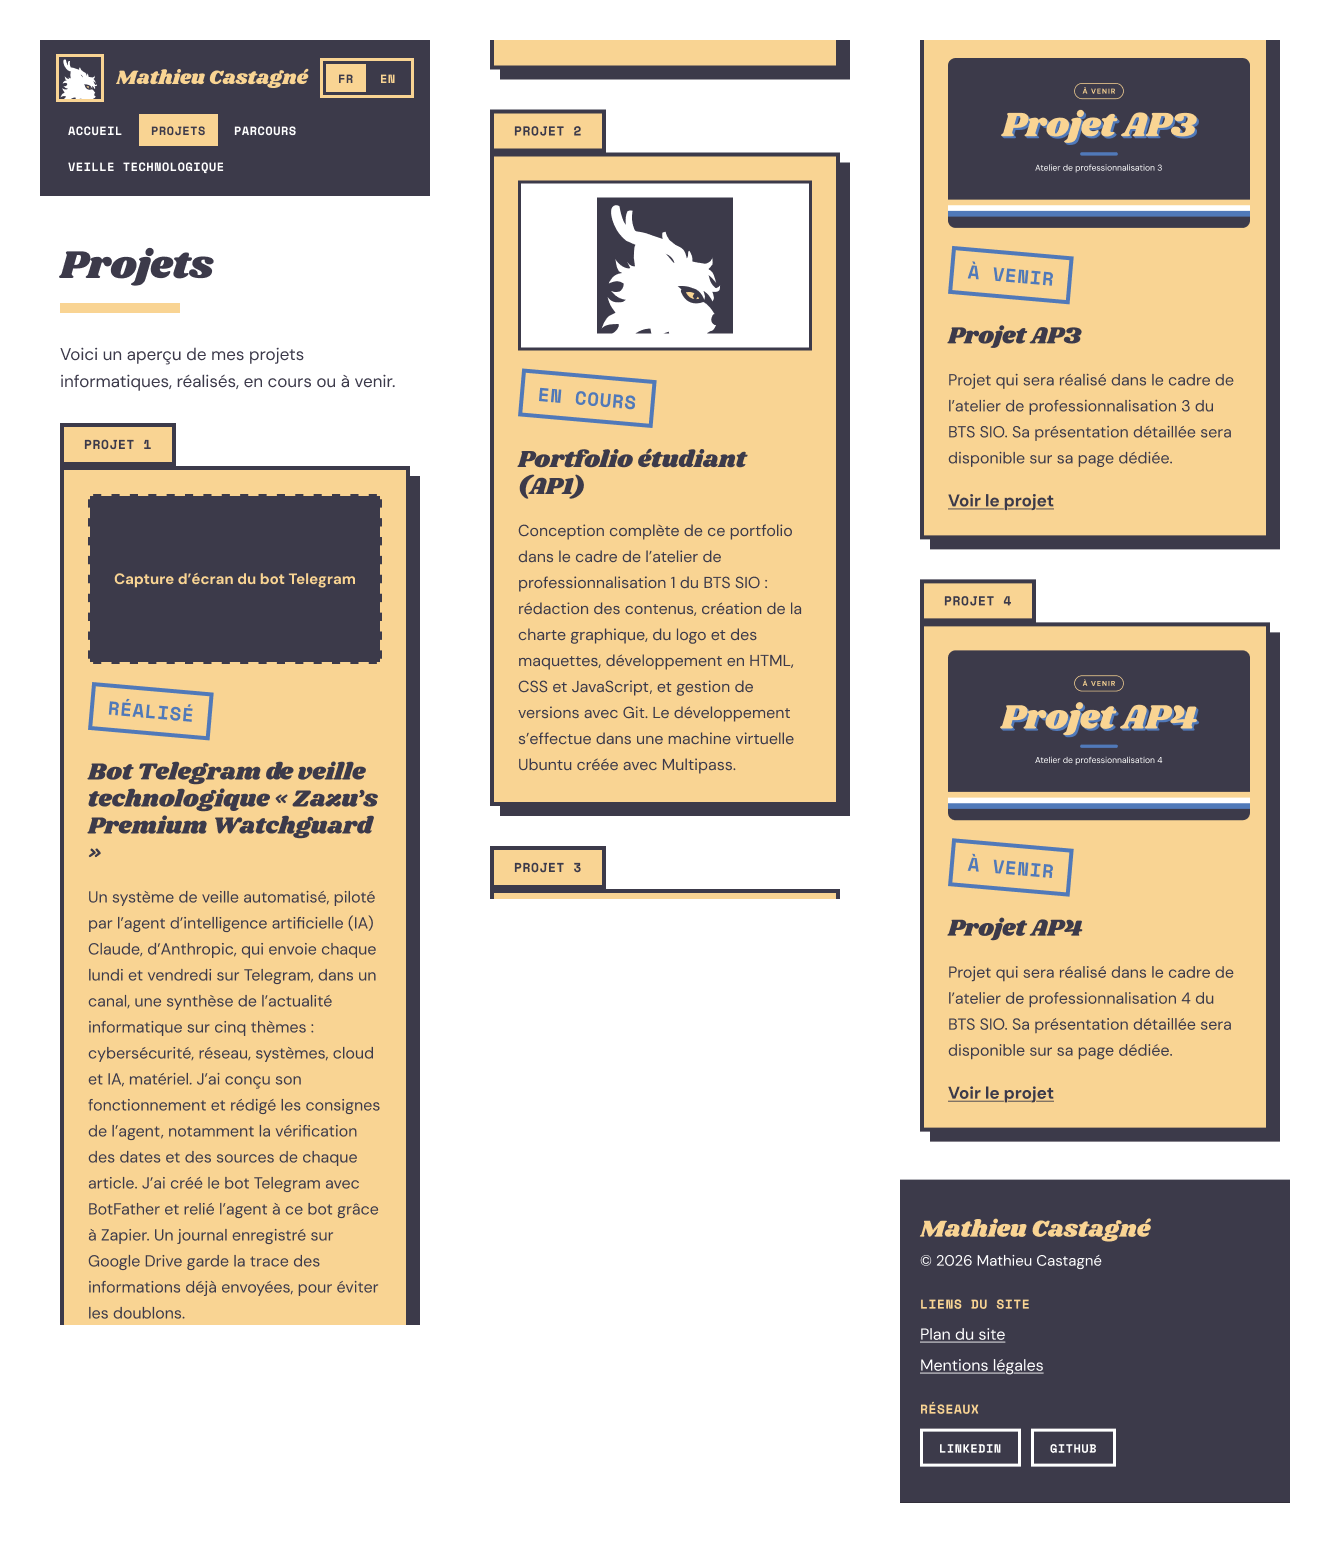 Mathieu Castagné
FR EN
ACCUEIL PROJETS PARCOURS
VEILLE TECHNOLOGIQUE
Projets
Voici un aperçu de mes projets
informatiques, réalisés, en cours ou à venir.
PROJET 1
Capture d’écran du bot Telegram
RÉALISÉ
Bot Telegram de veille
technologique « Zazu’s
Premium Watchguard
»
Un système de veille automatisé, piloté
par l’agent d’intelligence artificielle (IA)
Claude, d’Anthropic, qui envoie chaque
lundi et vendredi sur Telegram, dans un
canal, une synthèse de l’actualité
informatique sur cinq thèmes :
cybersécurité, réseau, systèmes, cloud
et IA, matériel. J’ai conçu son
fonctionnement et rédigé les consignes
de l’agent, notamment la vérification
des dates et des sources de chaque
article. J’ai créé le bot Telegram avec
BotFather et relié l’agent à ce bot grâce
à Zapier. Un journal enregistré sur
Google Drive garde la trace des
informations déjà envoyées, pour éviter
les doublons.
PROJET 2
EN COURS
Portfolio étudiant
(AP1)
Conception complète de ce portfolio
dans le cadre de l’atelier de
professionnalisation 1 du BTS SIO :
rédaction des contenus, création de la
charte graphique, du logo et des
maquettes, développement en HTML,
CSS et JavaScript, et gestion de
versions avec Git. Le développement
s’effectue dans une machine virtuelle
Ubuntu créée avec Multipass.
PROJET 3
À VENIR
Projet AP3
Atelier de professionnalisation 3
À VENIR
Projet AP3
Projet qui sera réalisé dans le cadre de
l’atelier de professionnalisation 3 du
BTS SIO. Sa présentation détaillée sera
disponible sur sa page dédiée.
Voir le projet
PROJET 4
À VENIR
Projet AP4
Atelier de professionnalisation 4
À VENIR
Projet AP4
Projet qui sera réalisé dans le cadre de
l’atelier de professionnalisation 4 du
BTS SIO. Sa présentation détaillée sera
disponible sur sa page dédiée.
Voir le projet
Mathieu Castagné
© 2026 Mathieu Castagné
LIENS DU SITE
Plan du site
Mentions légales
RÉSEAUX
LINKEDIN GITHUB